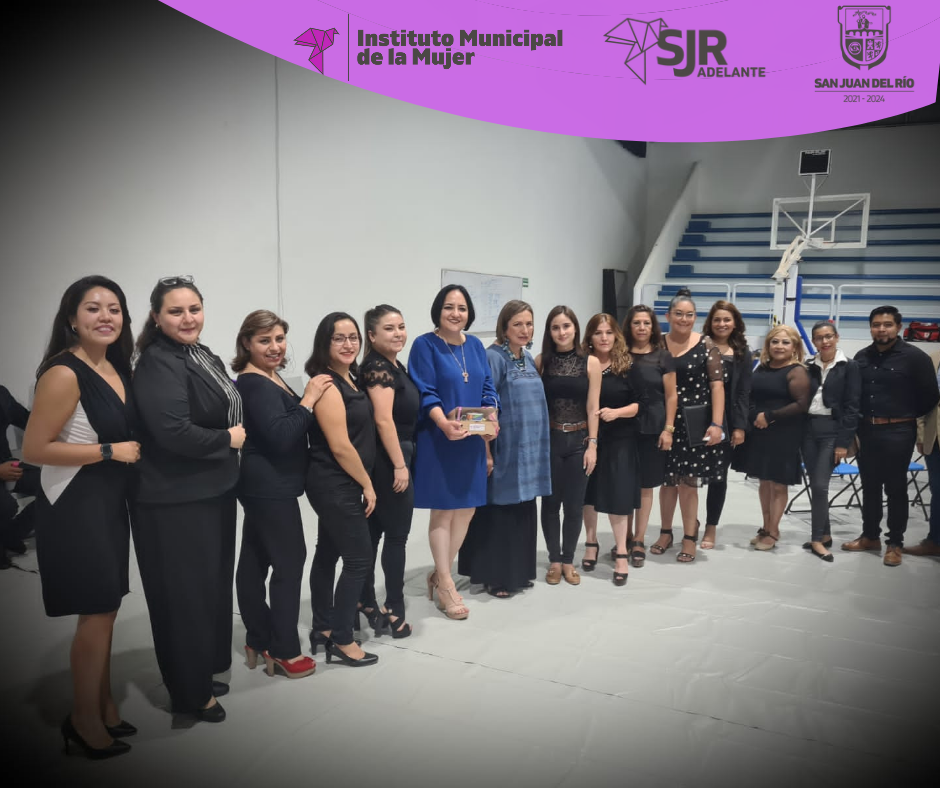 Instituto Municipal
de la Mujer
SJR
ADELANTE
SAN JUAN DEL RÍO
2021 - 2024